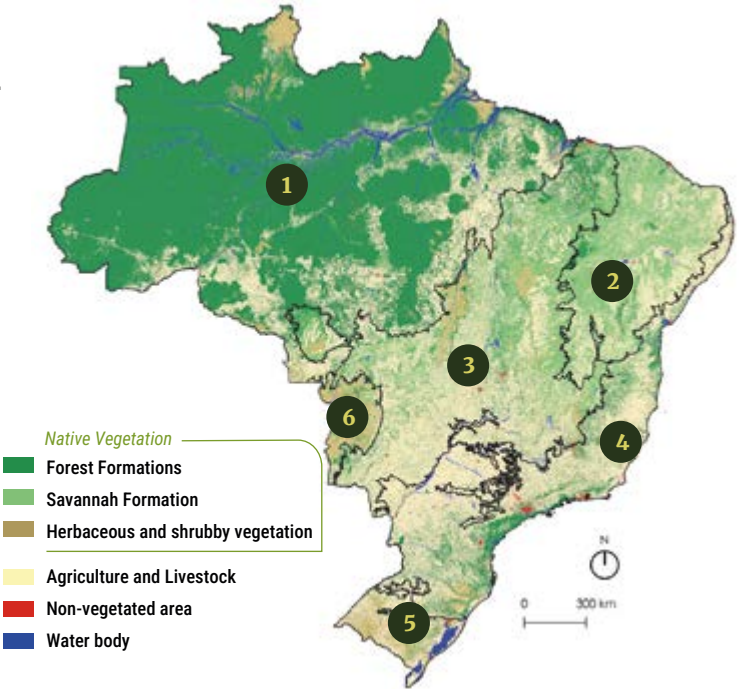 1
2
3
6
4
5
Native Vegetation
Forest Formations
Savannah Formation
Herbaceous and shrubby vegetation
Agriculture and Livestock
Non-vegetated area
Water body
N
0 300 km